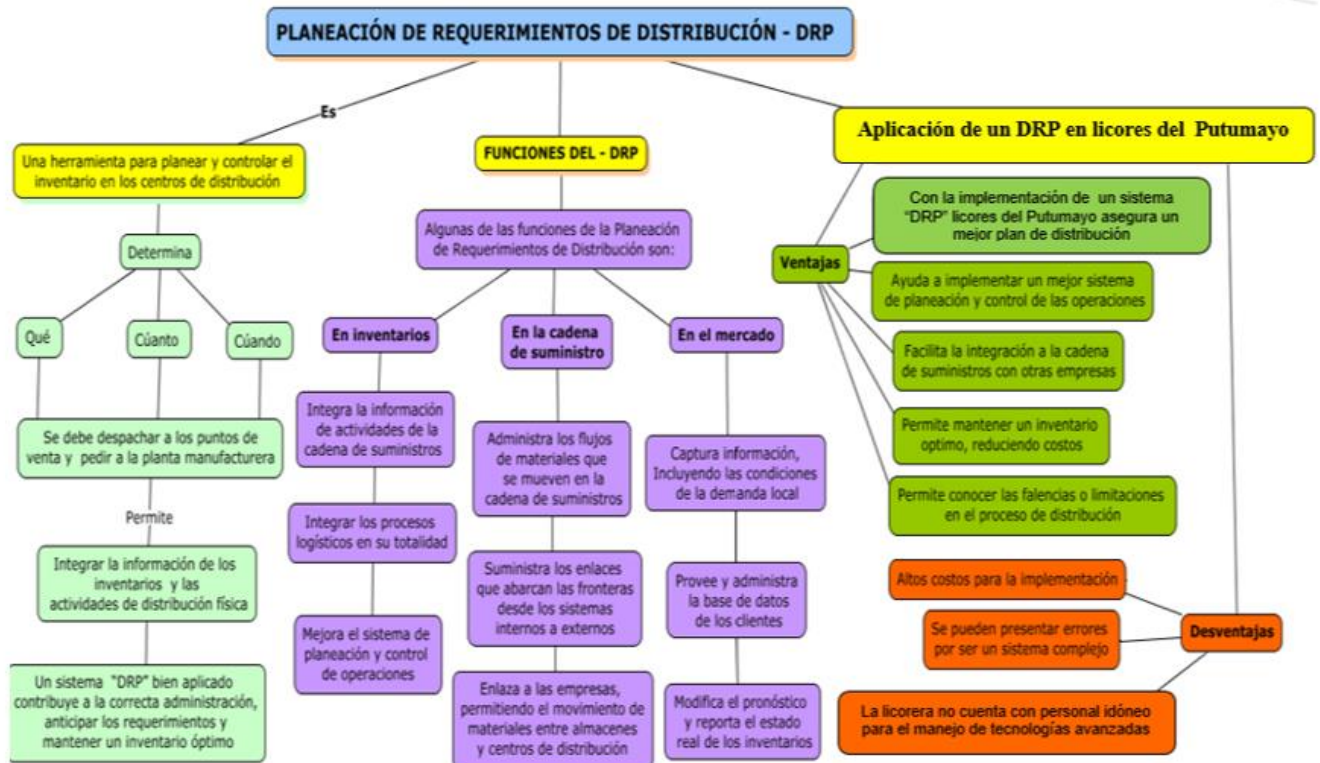 PLANEACIÓN DE REQUERIMIENTOS DE DISTRIBUCIÓN - DRP
Es
Una herramienta para planear y controlar el
inventario en los centros de distribución
Determina
Qué
Cúanto
Cúando
Se debe despachar a los puntos de
venta y pedir a la planta manufacturera
Permite
Integrar la información de los
inventarios y las
actividades de distribución física
Un sistema "DRP" bien aplicado
contribuye a la correcta administración,
anticipar los requerimientos y
mantener un inventario óptimo
FUNCIONES DEL - DRP
Algunas de las funciones de la Planeación
de Requerimientos de Distribución son:
En inventarios
Integra la información
de actividades de la
cadena de suministros
Integrar los procesos
logísticos en su totalidad
Mejora el sistema de
planeación y control
de operaciones
En la cadena
de suministro
Administra los flujos
de materiales que
se mueven en la
cadena de suministros
Suministra los enlaces
que abarcan las fronteras
desde los sistemas
internos a externos
Enlaza a las empresas,
permitiendo el movimiento de
materiales entre almacenes
y centros de distribución
En el mercado
Captura información,
Incluyendo las condiciones
de la demanda local
Provee y administra
la base de datos
de los clientes
Modifica el pronóstico
y reporta el estado
real de los inventarios
Aplicación de un DRP en licores del Putumayo
Ventajas
Con la implementación de un sistema
"DRP" licores del Putumayo asegura un
mejor plan de distribución
Ayuda a implementar un mejor sistema
de planeación y control de las operaciones
Facilita la integración a la cadena
de suministros con otras empresas
Permite mantener un inventario
optimo, reduciendo costos
Permite conocer las falencias o limitaciones
en el proceso de distribución
Desventajas
Altos costos para la implementación
Se pueden presentar errores
por ser un sistema complejo
La licorera no cuenta con personal idóneo
para el manejo de tecnologías avanzadas